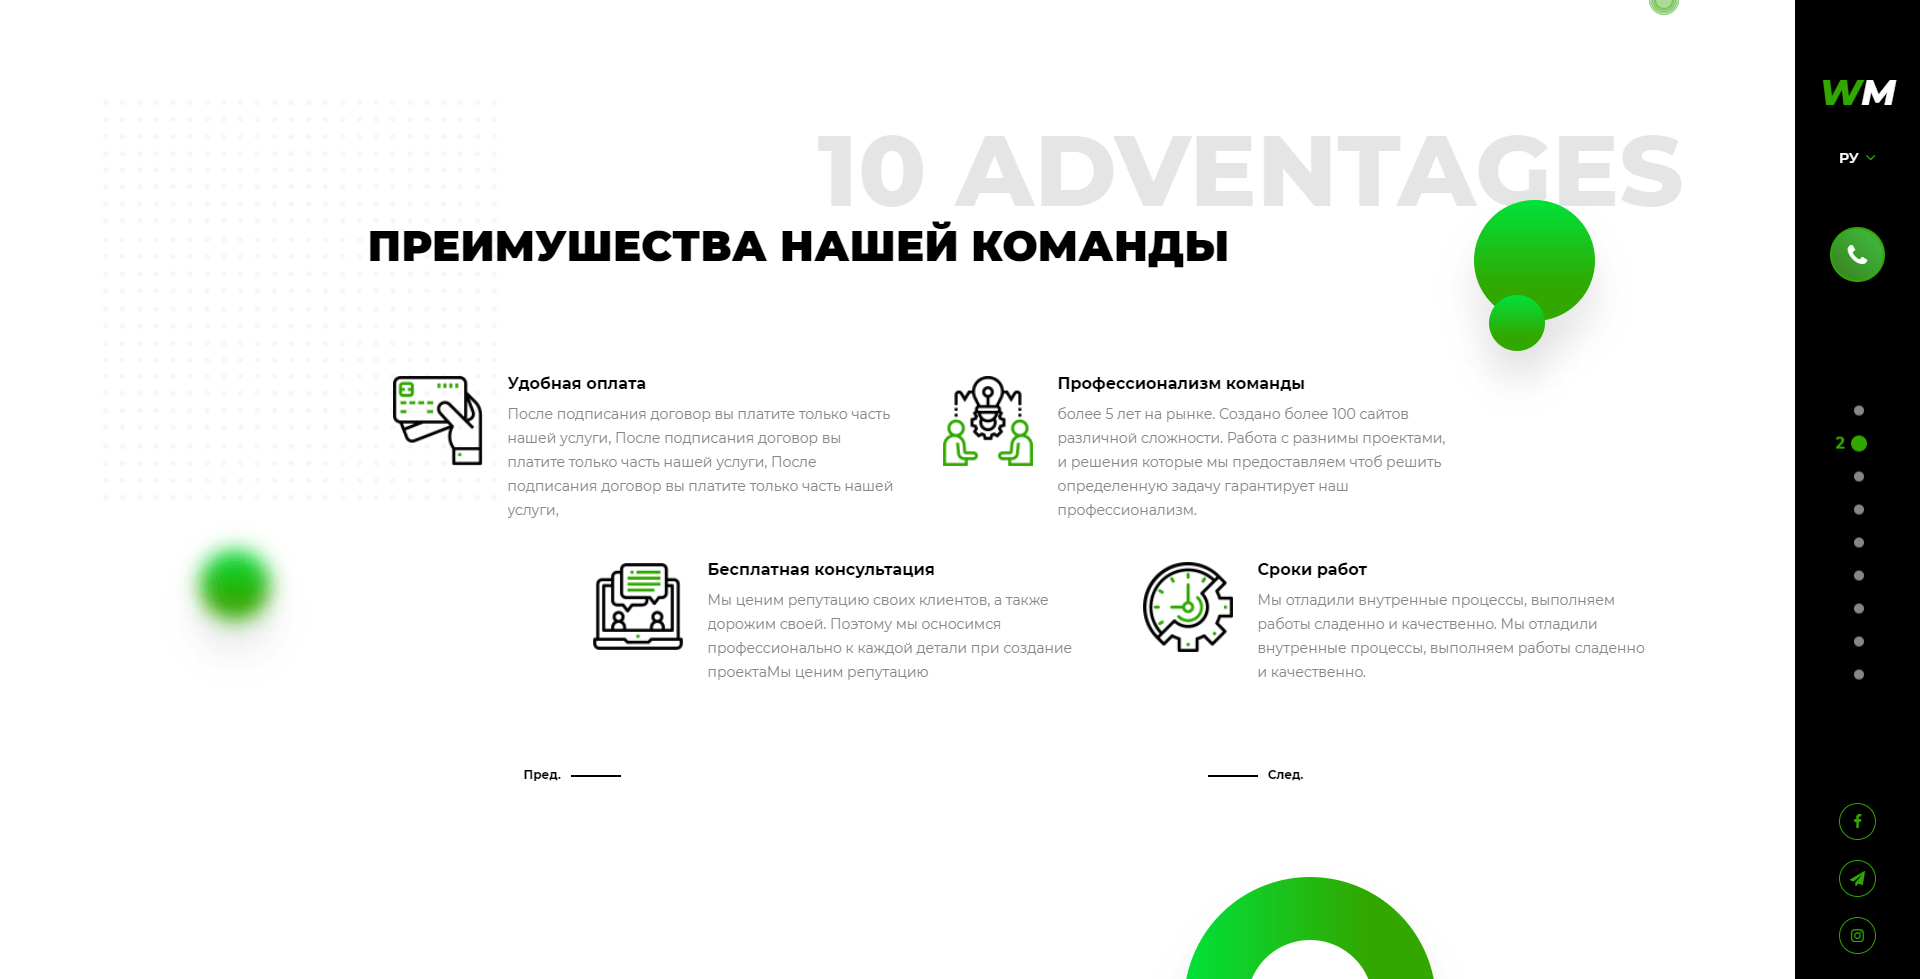 10 ADVENTAGES
ПРЕИМУШЕСТВА НАШЕЙ КОМАНДЫ
Удобная оплата
После подписания договор вы платите только часть
нашей услуги, После подписания договор вы
платите только часть нашей услуги, После
подписания договор вы платите только часть нашей
услуги,
Профессионализм команды
более 5 лет на рынке. Создано более 100 сайтов
различной сложности. Работа с разнимы проектами,
и решения которые мы предоставляем чтоб решить
определенную задачу гарантирует наш
профессионализм.
Бесплатная консультация
Мы ценим репутацию своих клиентов, а также
дорожим своей. Поэтому мы осносимся
профессионально к каждой детали при создание
проектаМы ценим репутацию
Сроки работ
Мы отладили внутренные процессы, выполняем
работы сладенно и качественно. Мы отладили
внутренные процессы, выполняем работы сладенно
и качественно.
Пред.
След.
WM
РУ
2